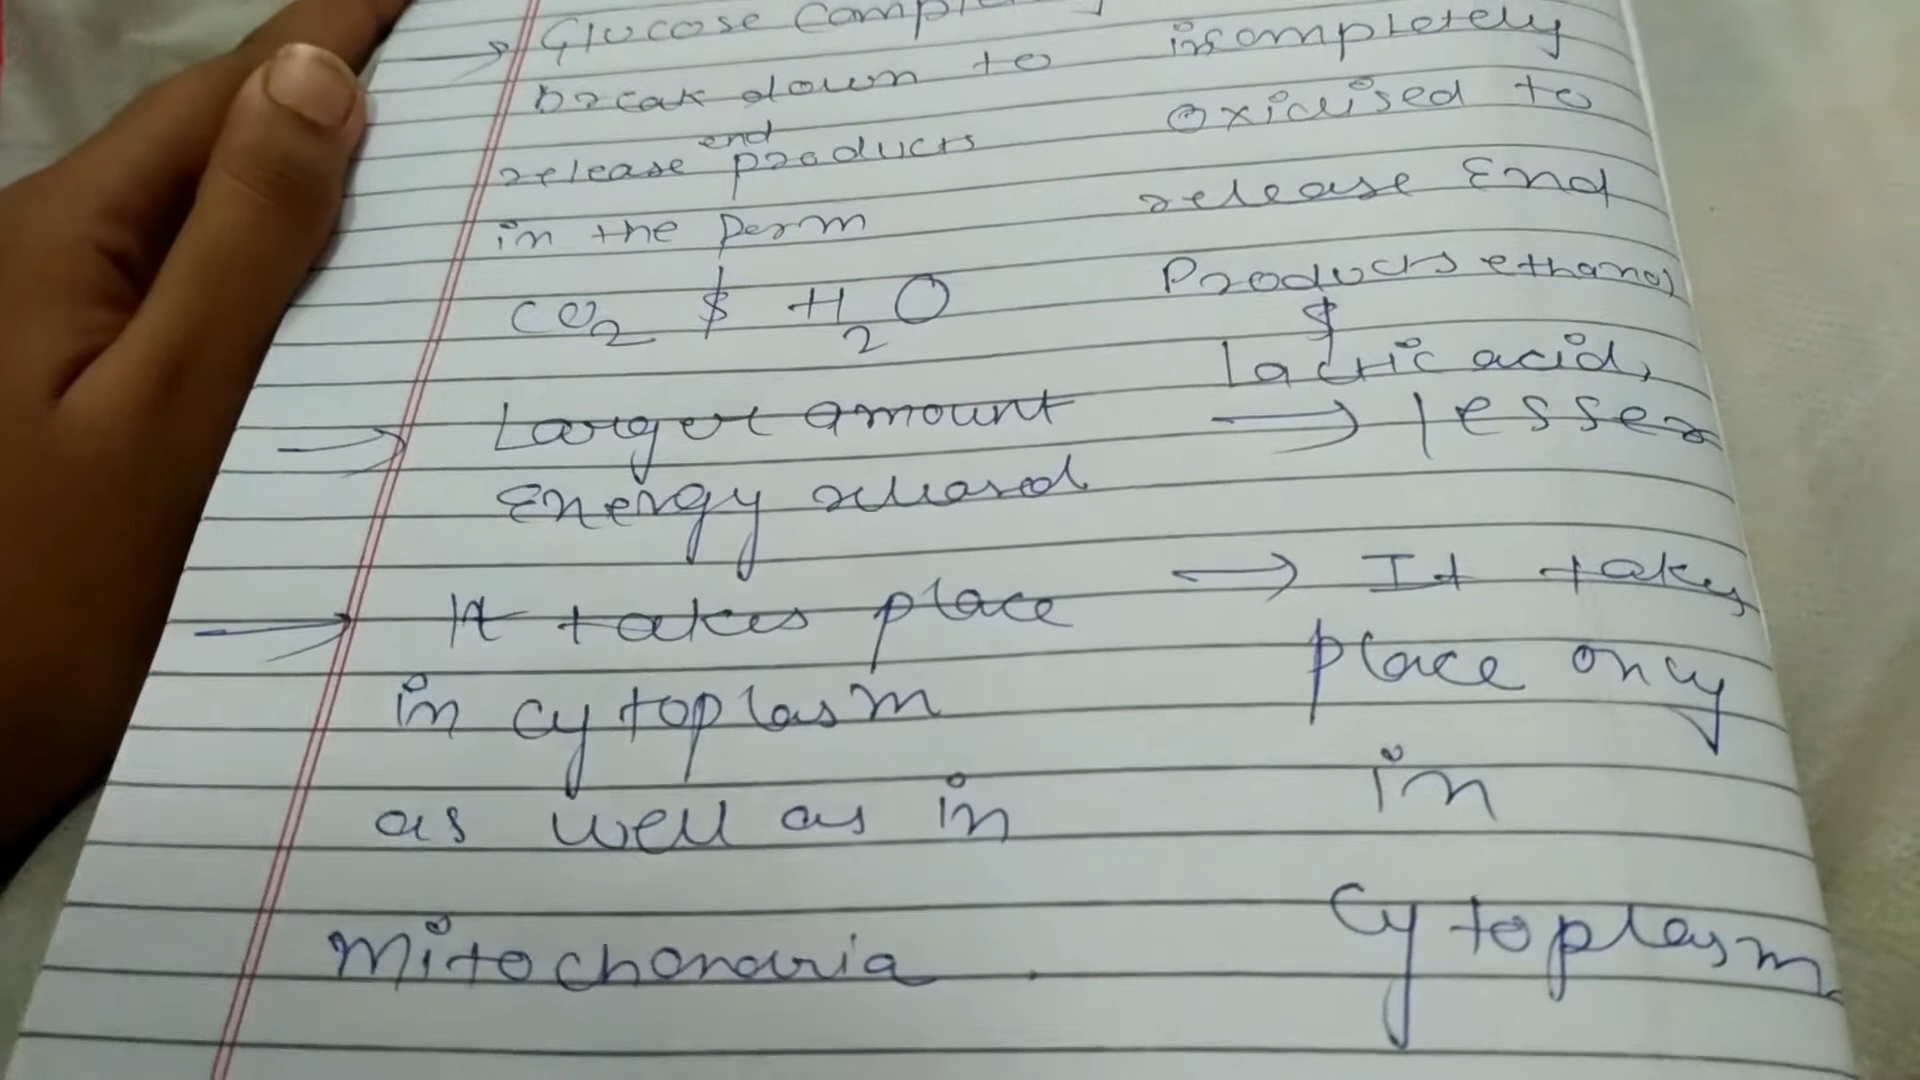 → Glucose
break down to
release end products
in the perm
CO2 $ H2O
→ Larger amount
Energy released
→ It takes place
in cytoplasm
as well as in
Mitochondria
incompletely
oxidised to
release End
Products ethanol
$
Lactic acid,
→ lesser
→ It takes
place only
in
Cytoplasm